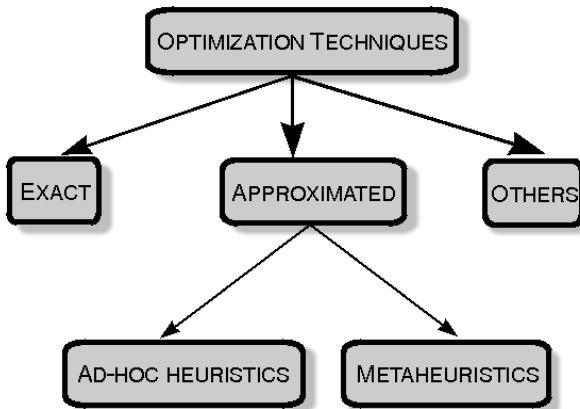 OPTIMIZATION TECHNIQUES
EXACT
APPROXIMATED
OTHERS
AD-HOC HEURISTICS
METAHEURISTICS